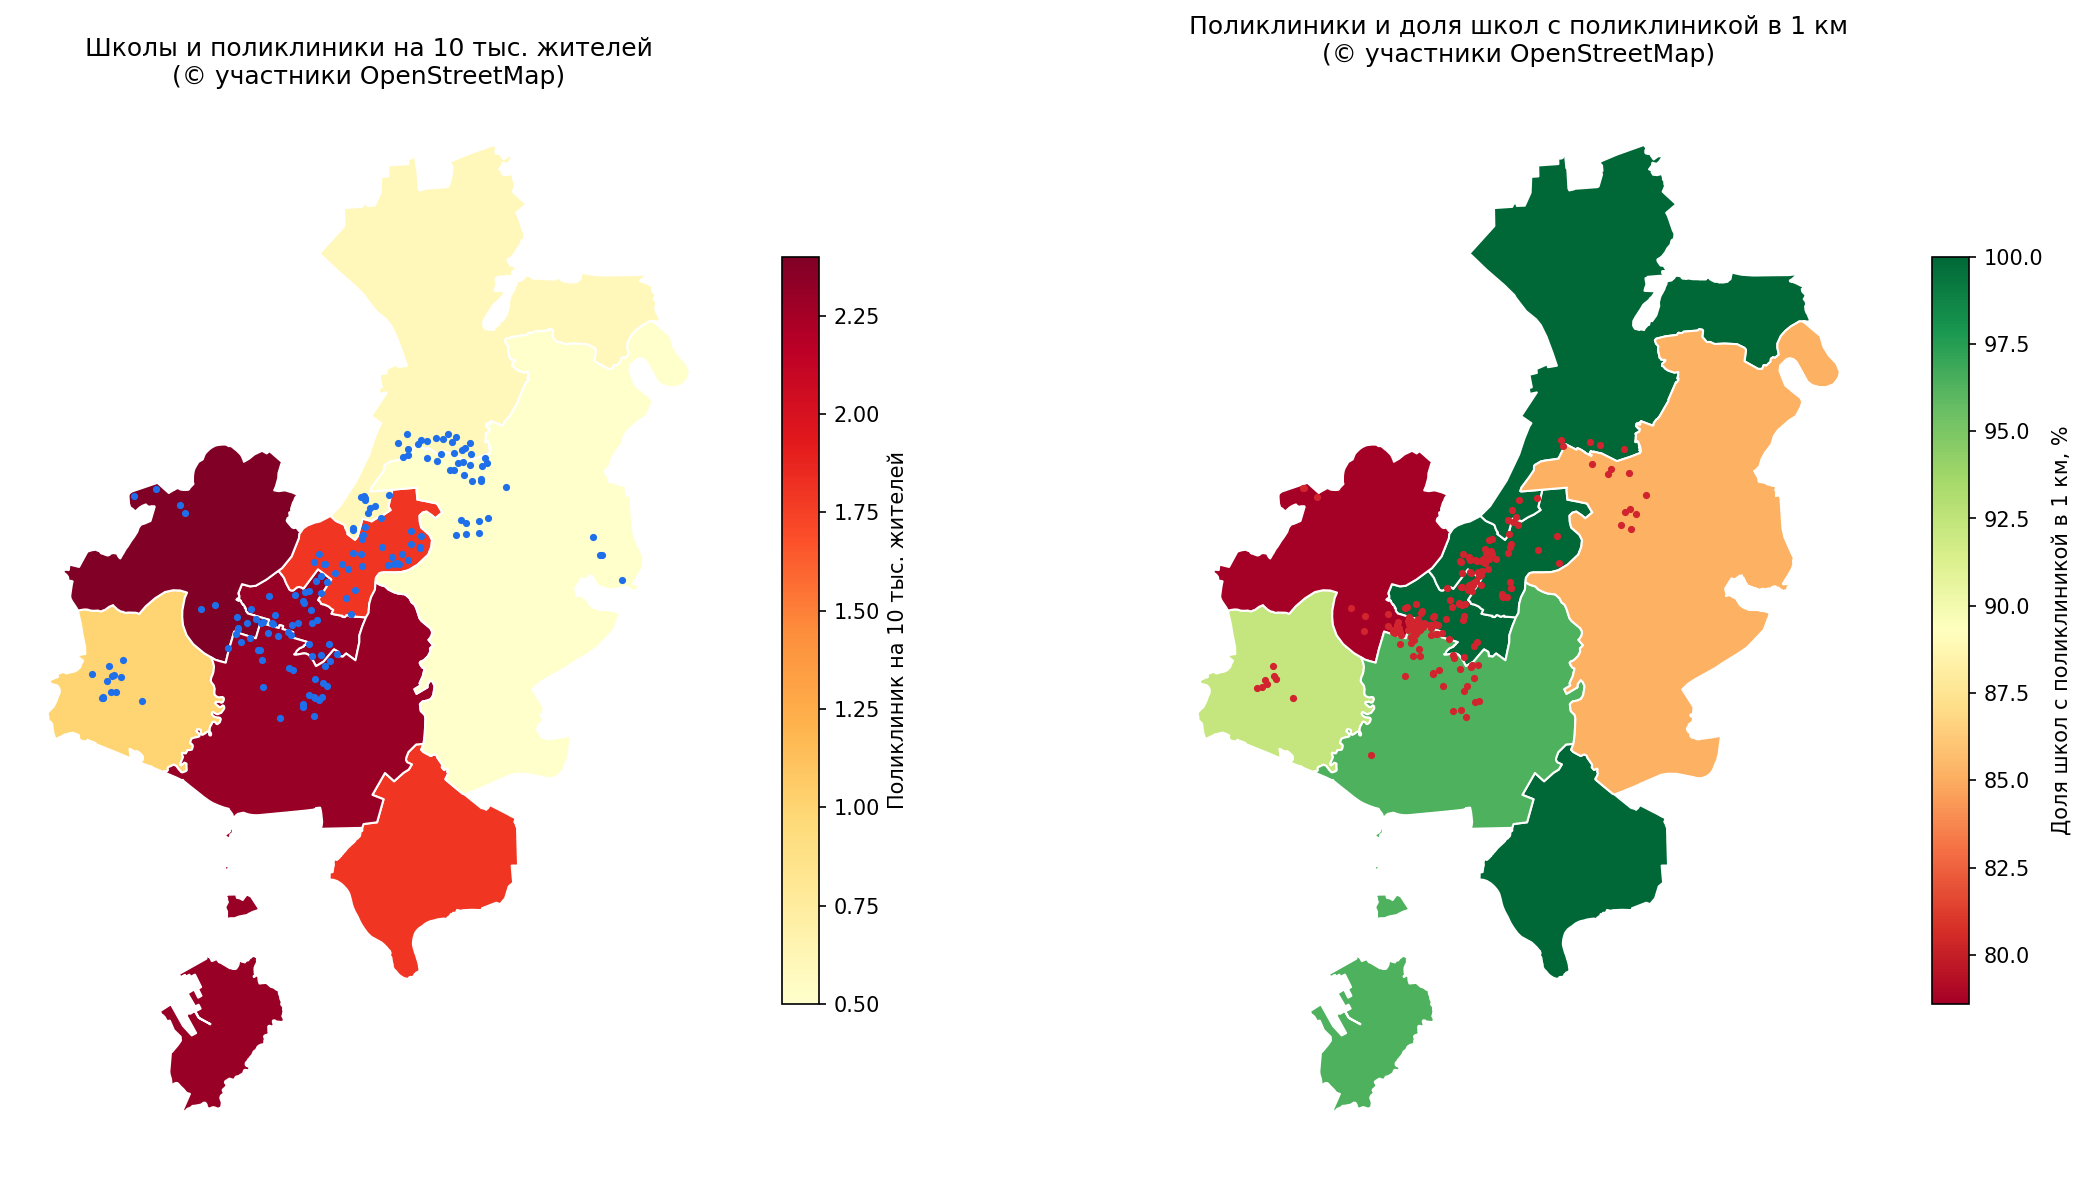 Школы и поликлиники на 10 тыс. жителей
(© участники OpenStreetMap)
2.25
2.00
1.75
1.50
1.25
1.00
0.75
0.50
Поликлиник на 10 тыс. жителей
Поликлиники и доля школ с поликлиникой в 1 км
(© участники OpenStreetMap)
100.0
97.5
95.0
92.5
90.0
87.5
85.0
82.5
80.0
Доля школ с поликлиникой в 1 км, %